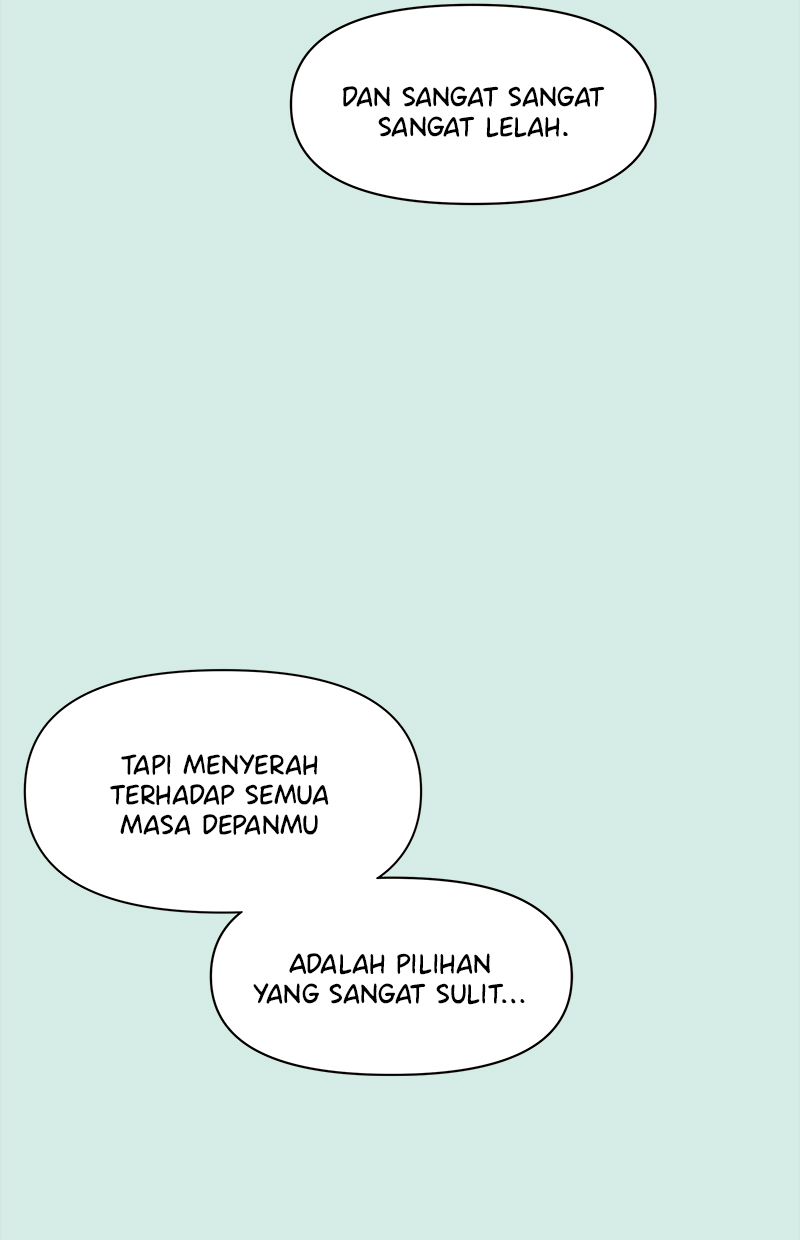 DAN SANGAT SANGAT
SANGAT LELAH.
TAPI MENYERAH
TERHADAP SEMUA
MASA DEPANMU
ADALAH PILIHAN
YANG SANGAT SULIT...